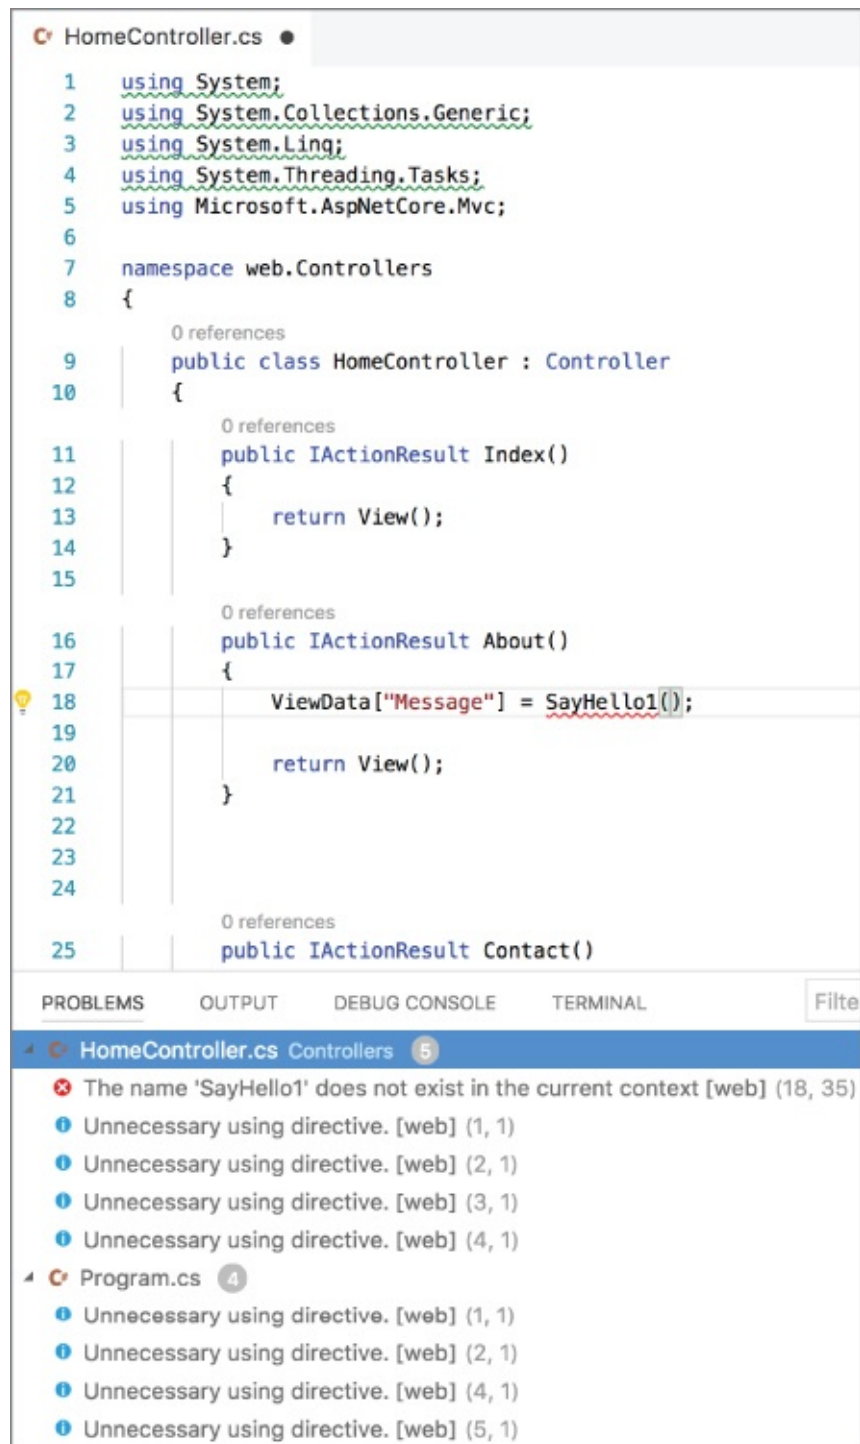 HomeController.cs
1 using System;
2 using System.Collections.Generic;
3 using System.Linq;
4 using System.Threading.Tasks;
5 using Microsoft.AspNetCore.Mvc;
6
7 namespace web.Controllers
8 {
0 references
9 public class HomeController : Controller
10 {
0 references
11 public IActionResult Index()
12 {
13 return View();
14 }
15
0 references
16 public IActionResult About()
17 {
18 ViewData["Message"] = SayHello1();
19
20 return View();
21 }
22
23
24
0 references
25 public IActionResult Contact()
PROBLEMS OUTPUT DEBUG CONSOLE TERMINAL Filte
HomeController.cs Controllers 5
The name 'SayHello1' does not exist in the current context [web] (18, 35)
Unnecessary using directive. [web] (1, 1)
Unnecessary using directive. [web] (2, 1)
Unnecessary using directive. [web] (3, 1)
Unnecessary using directive. [web] (4, 1)
Program.cs 4
Unnecessary using directive. [web] (1, 1)
Unnecessary using directive. [web] (2, 1)
Unnecessary using directive. [web] (4, 1)
Unnecessary using directive. [web] (5, 1)